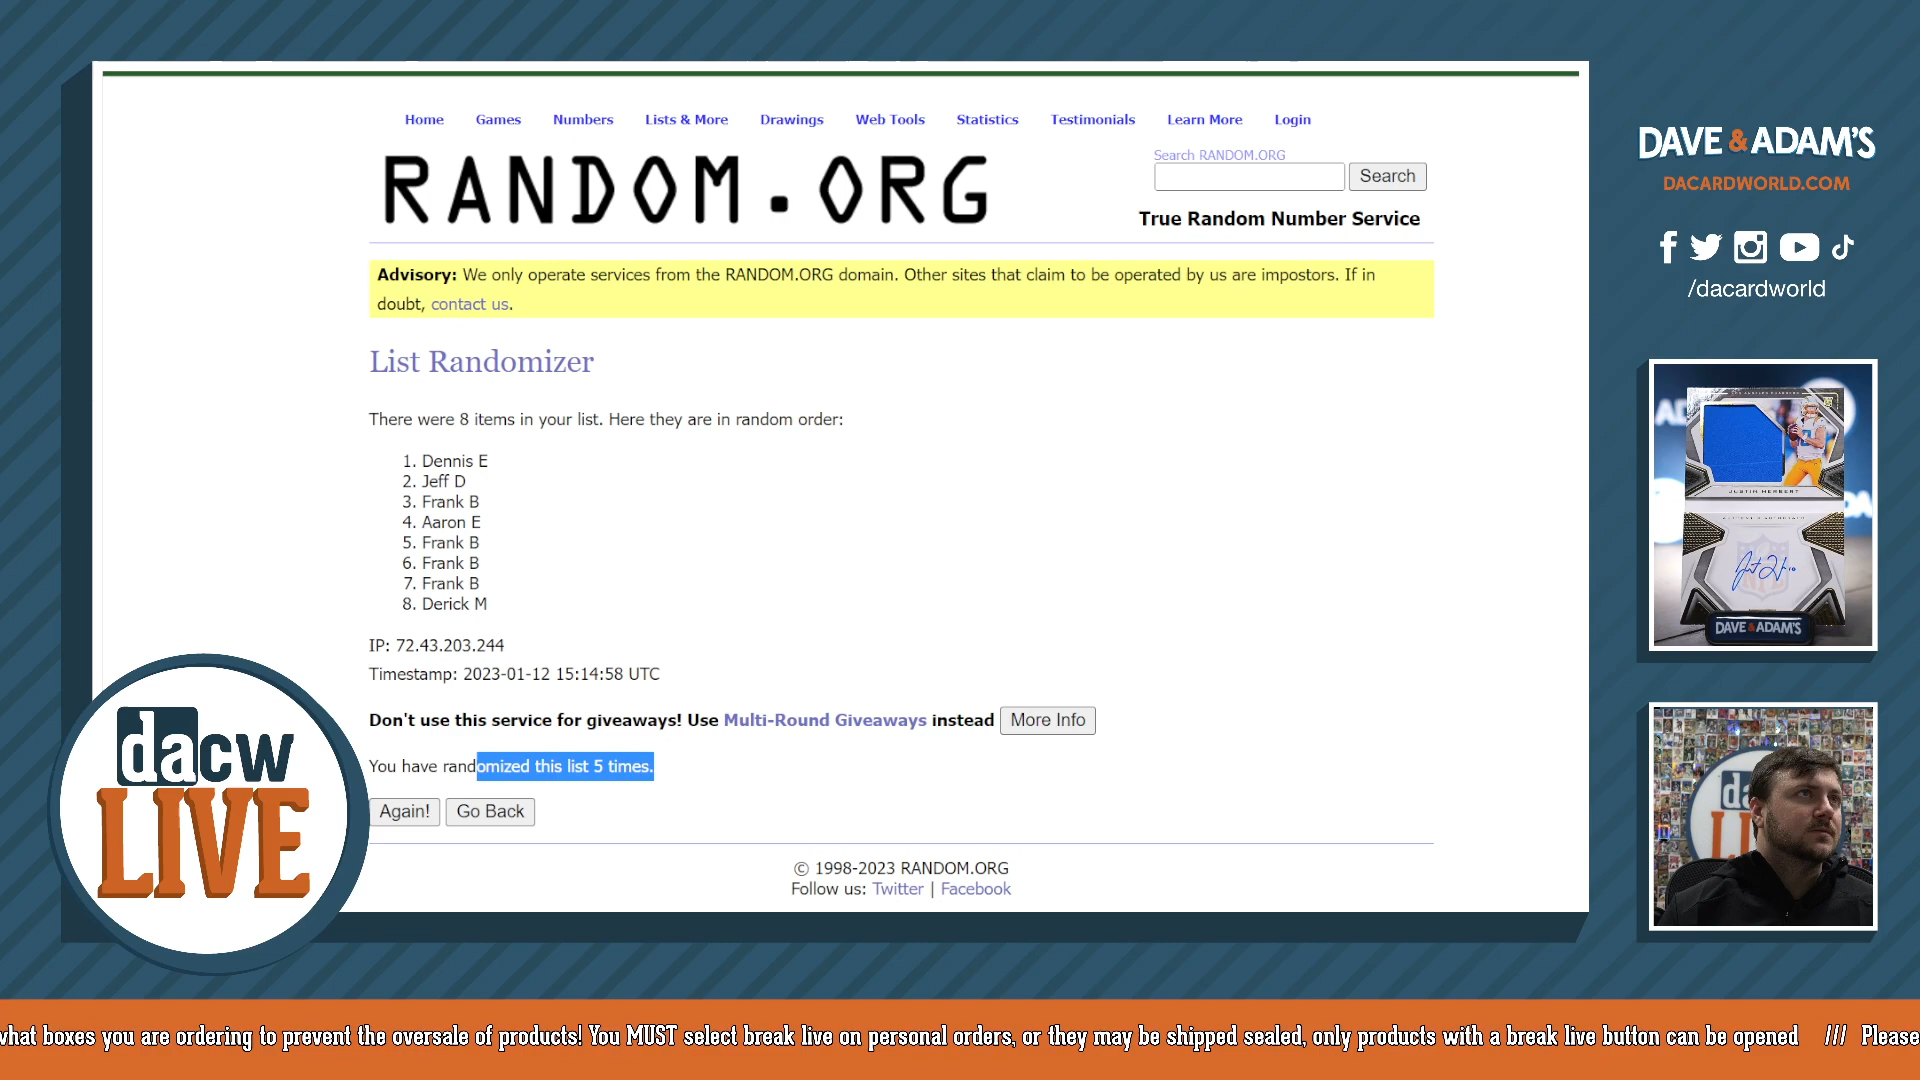 Home Games Numbers Lists & More Drawings Web Tools Statistics Testimonials Learn More Login
RANDOM.ORG
Search RANDOM.ORG
Search
True Random Number Service
Advisory: We only operate services from the RANDOM.ORG domain. Other sites that claim to be operated by us are impostors. If in
doubt, contact us.
List Randomizer
There were 8 items in your list. Here they are in random order:
1. Dennis E
2. Jeff D
3. Frank B
4. Aaron E
5. Frank B
6. Frank B
7. Frank B
8. Derick M
IP: 72.43.203.244
Timestamp: 2023-01-12 15:14:58 UTC
Don't use this service for giveaways! Use Multi-Round Giveaways instead More Info
You have randomized this list 5 times.
Again! Go Back
© 1998-2023 RANDOM.ORG
Follow us: Twitter | Facebook
dacw
LIVE
DAVE & ADAM'S
DACARDWORLD.COM
/dacardworld
JUSTIN HERBERT
DAVE & ADAM'S
what boxes you are ordering to prevent the oversale of products! You MUST select break live on personal orders, or they may be shipped sealed, only products with a break live button can be opened /// Please